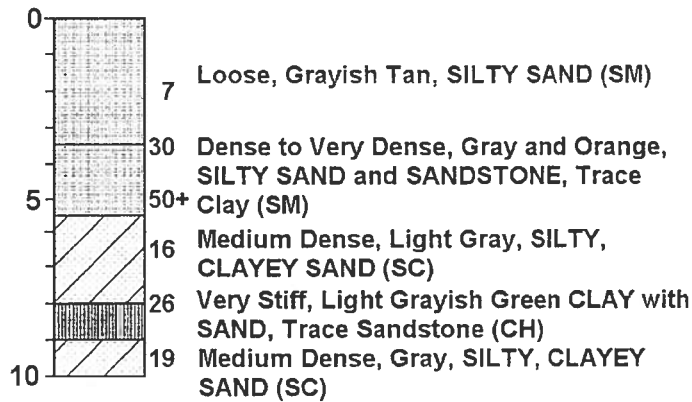 0
7 Loose, Grayish Tan, SILTY SAND (SM)
30 Dense to Very Dense, Gray and Orange,
SILTY SAND and SANDSTONE, Trace
5 50+ Clay (SM)
16 Medium Dense, Light Gray, SILTY,
CLAYEY SAND (SC)
26 Very Stiff, Light Grayish Green CLAY with
SAND, Trace Sandstone (CH)
19 Medium Dense, Gray, SILTY, CLAYEY
10 SAND (SC)